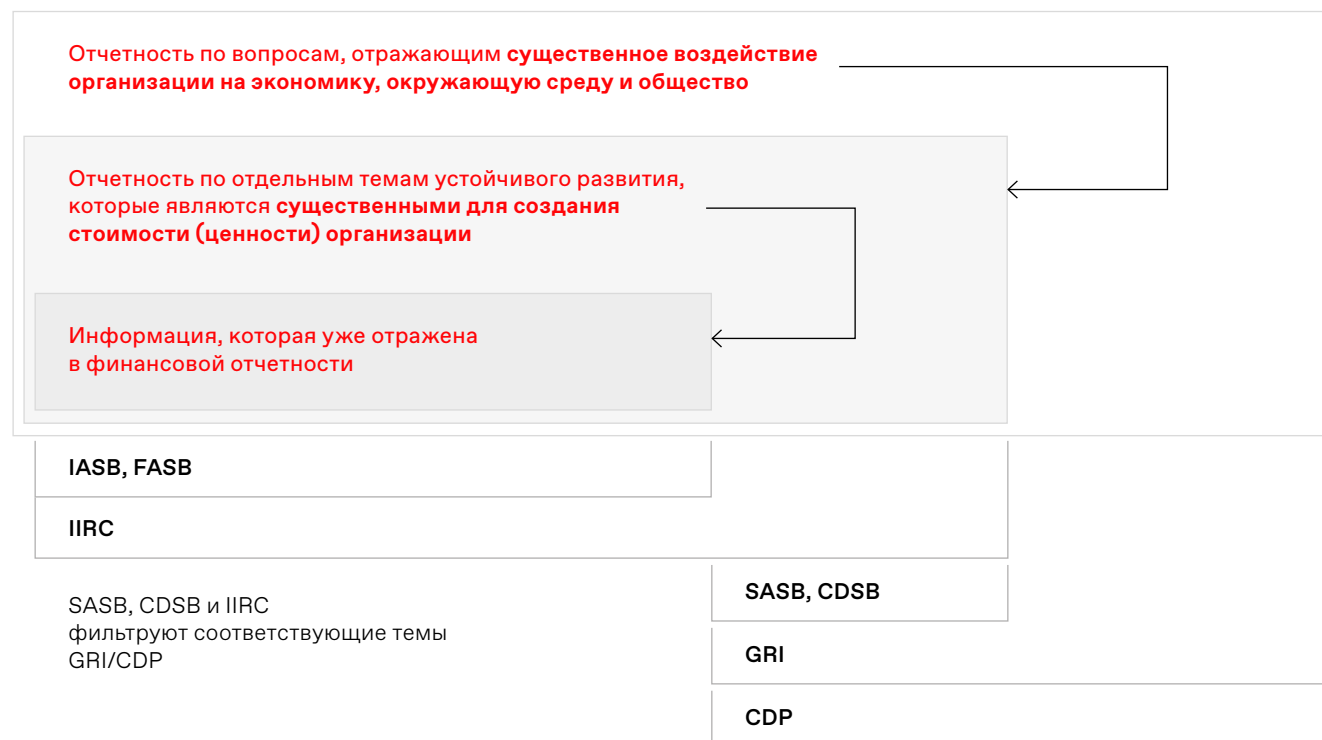 Отчетность по вопросам, отражающим существенное воздействие
организации на экономику, окружающую среду и общество
Отчетность по отдельным темам устойчивого развития,
которые являются существенными для создания
стоимости (ценности) организации
Информация, которая уже отражена
в финансовой отчетности
IASB, FASB
IIRC
SASB, CDSB и IIRC
фильтруют соответствующие темы
GRI/CDP
SASB, CDSB
GRI
CDP